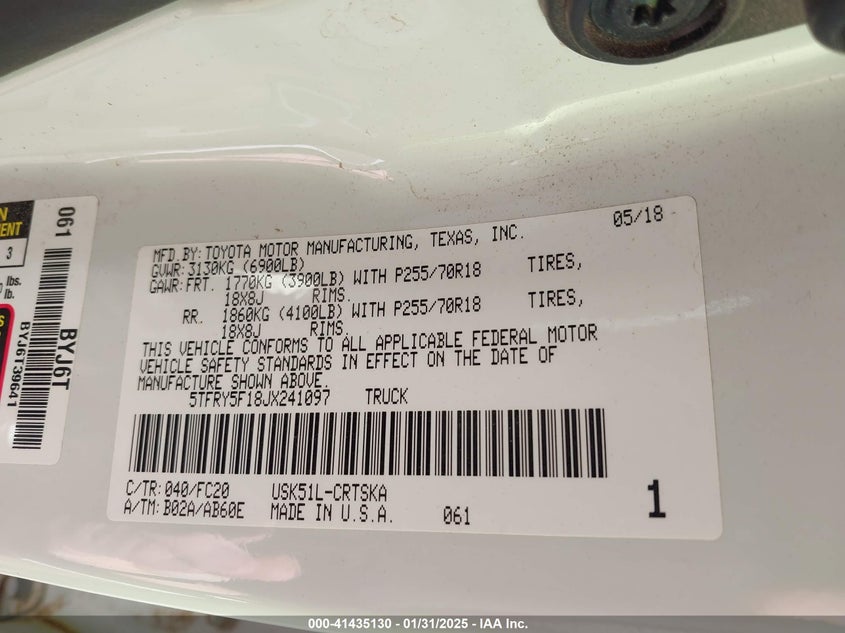 MFD.BY:TOYOTA MOTOR MANUFACTURING, TEXAS, INC. 05/18
GVWR:3130KG (6900LB)
GAWR:FRT. 1770KG (3900LB) WITH P255/70R18 TIRES,
18X8J RIMS.
RR. 1860KG (4100LB) WITH P255/70R18 TIRES,
18X8J RIMS.
THIS VEHICLE CONFORMS TO ALL APPLICABLE FEDERAL MOTOR
VEHICLE SAFETY STANDARDS IN EFFECT ON THE DATE OF
MANUFACTURE SHOWN ABOVE.
5TFRY5F18JX241097 TRUCK
C/TR:040/FC20 USK51L-CRTSKA
A/TM:B02A/AB60E MADE IN U.S.A. 061
1
061
BYJ6T
BYJ6T39641
3
lbs.
lb.
000-41435130 - 01/31/2025 - IAA Inc.